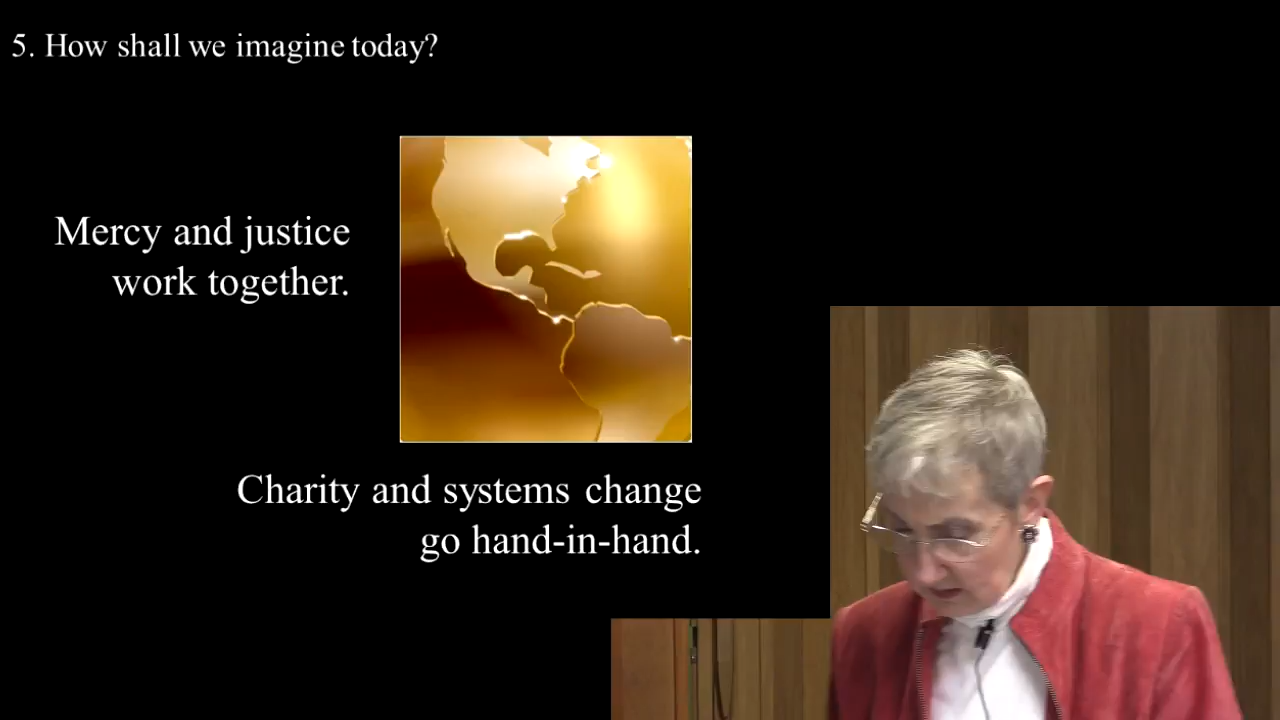 5. How shall we imagine today?
Mercy and justice
work together.
Charity and systems change
go hand-in-hand.